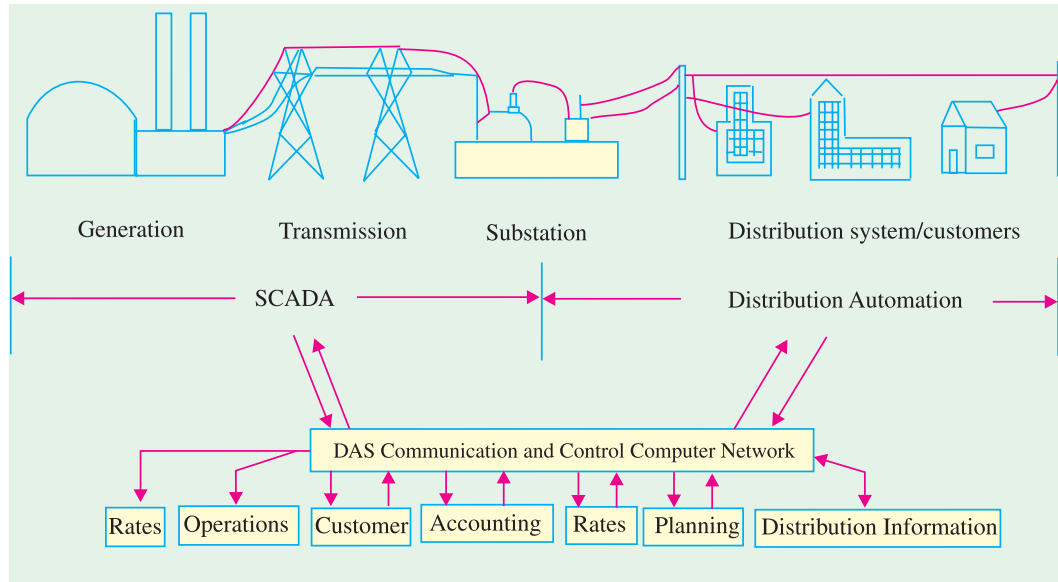 Generation
Transmission
Substation
Distribution system/customers
SCADA
Distribution Automation
DAS Communication and Control Computer Network
Rates
Operations
Customer
Accounting
Rates
Planning
Distribution Information